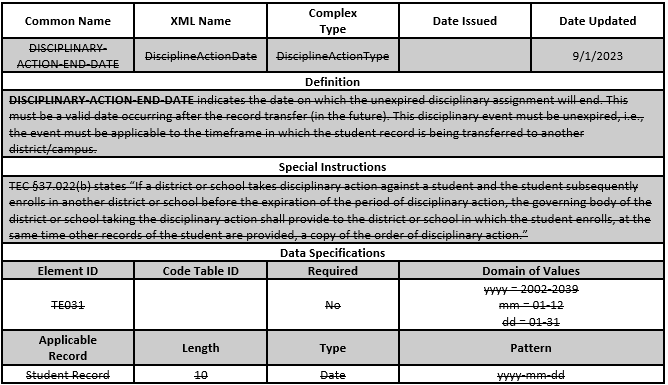 Common Name XML Name Complex Type Date Issued Date Updated
DISCIPLINARY-ACTION-END-DATE DisciplineActionDate DisciplineActionType 9/1/2023
Definition
DISCIPLINARY-ACTION-END-DATE indicates the date on which the unexpired disciplinary assignment will end. This
must be a valid date occurring after the record transfer (in the future). This disciplinary event must be unexpired, i.e.,
the event must be applicable to the timeframe in which the student record is being transferred to another
district/campus.
Special Instructions
TEC §37.022(b) states “If a district or school takes disciplinary action against a student and the student subsequently
enrolls in another district or school before the expiration of the period of disciplinary action, the governing body of the
district or school taking the disciplinary action shall provide to the district or school in which the student enrolls, at the
same time other records of the student are provided, a copy of the order of disciplinary action.”
Data Specifications
Element ID Code Table ID Required Domain of Values
yyyy = 2002-2039
TE031 No mm = 01-12
dd = 01-31
Applicable Record Length Type Pattern
Student Record 10 Date yyyy-mm-dd